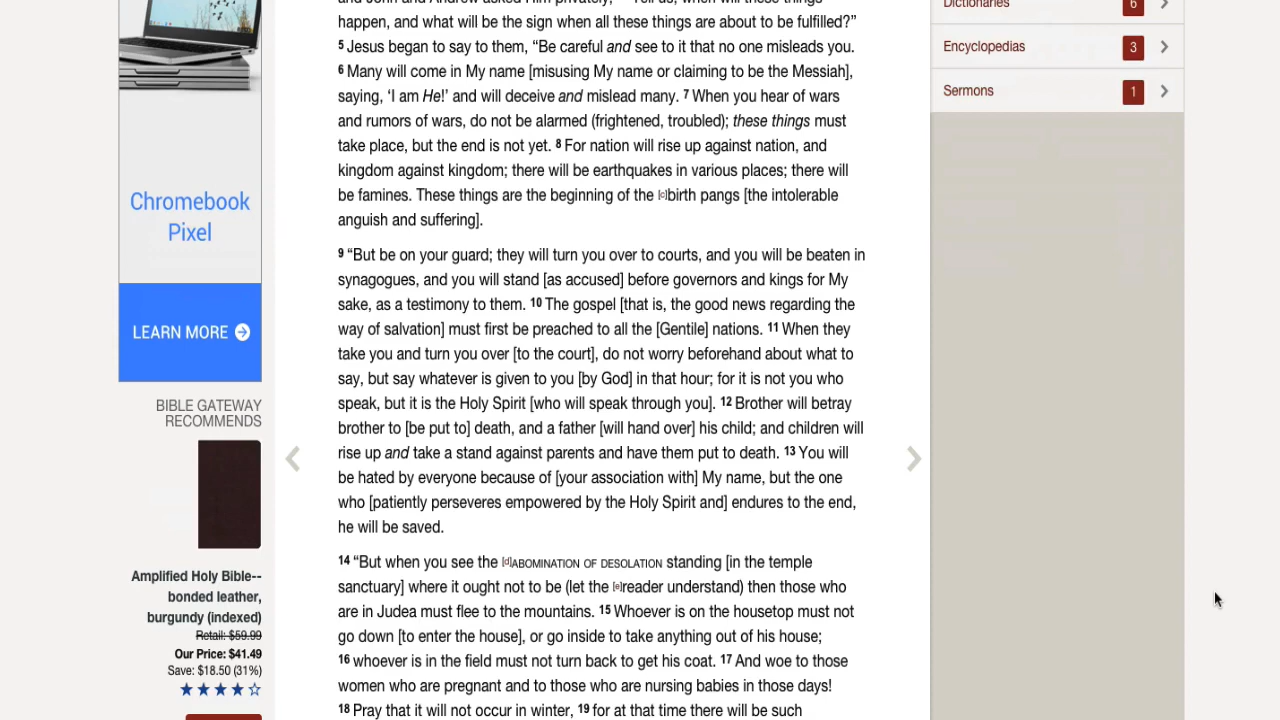 Chromebook
Pixel
LEARN MORE
BIBLE GATEWAY
RECOMMENDS
Amplified Holy Bible--
bonded leather,
burgundy (indexed)
Retail: $59.99
Our Price: $41.49
Save: $18.50 (31%)
and John and Andrew asked Him privately, “Tell us, when will these things
happen, and what will be the sign when all these things are about to be fulfilled?”
5 Jesus began to say to them, “Be careful and see to it that no one misleads you.
6 Many will come in My name [misusing My name or claiming to be the Messiah],
saying, ‘I am He!’ and will deceive and mislead many. 7 When you hear of wars
and rumors of wars, do not be alarmed (frightened, troubled); these things must
take place, but the end is not yet. 8 For nation will rise up against nation, and
kingdom against kingdom; there will be earthquakes in various places; there will
be famines. These things are the beginning of the [c]birth pangs [the intolerable
anguish and suffering].
9 “But be on your guard; they will turn you over to courts, and you will be beaten in
synagogues, and you will stand [as accused] before governors and kings for My
sake, as a testimony to them. 10 The gospel [that is, the good news regarding the
way of salvation] must first be preached to all the [Gentile] nations. 11 When they
take you and turn you over [to the court], do not worry beforehand about what to
say, but say whatever is given to you [by God] in that hour; for it is not you who
speak, but it is the Holy Spirit [who will speak through you]. 12 Brother will betray
brother to [be put to] death, and a father [will hand over] his child; and children will
rise up and take a stand against parents and have them put to death. 13 You will
be hated by everyone because of [your association with] My name, but the one
who [patiently perseveres empowered by the Holy Spirit and] endures to the end,
he will be saved.
14 “But when you see the [d]ABOMINATION OF DESOLATION standing [in the temple
sanctuary] where it ought not to be (let the [e]reader understand) then those who
are in Judea must flee to the mountains. 15 Whoever is on the housetop must not
go down [to enter the house], or go inside to take anything out of his house;
16 whoever is in the field must not turn back to get his coat. 17 And woe to those
women who are pregnant and to those who are nursing babies in those days!
18 Pray that it will not occur in winter, 19 for at that time there will be such
Dictionaries 6
Encyclopedias 3
Sermons 1